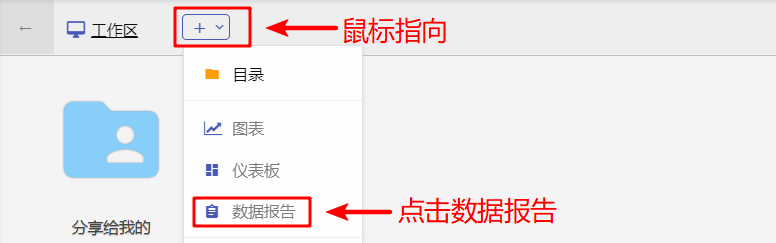 ← 工作区 + 鼠标指向
目录
图表
仪表板
数据报告 点击数据报告
分享给我的